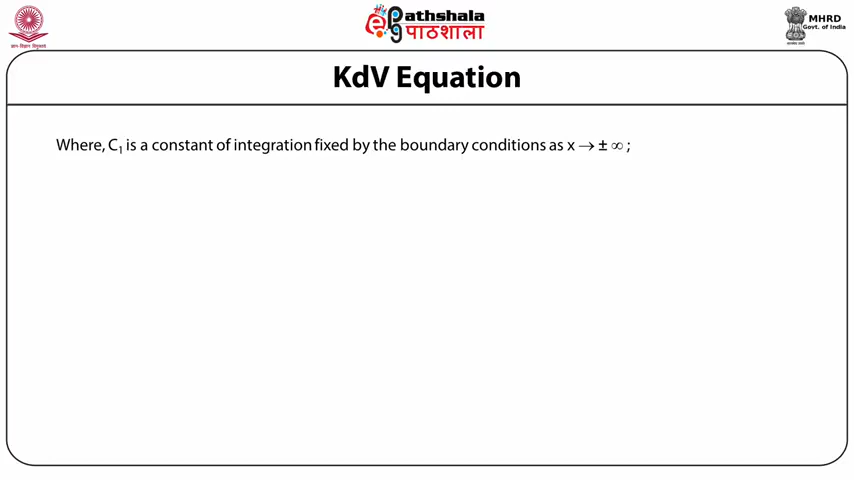 Pathshala
पाठशाला
MHRD
Govt. of India
KdV Equation
Where, C₁ is a constant of integration fixed by the boundary conditions as x → ± ∞ ;